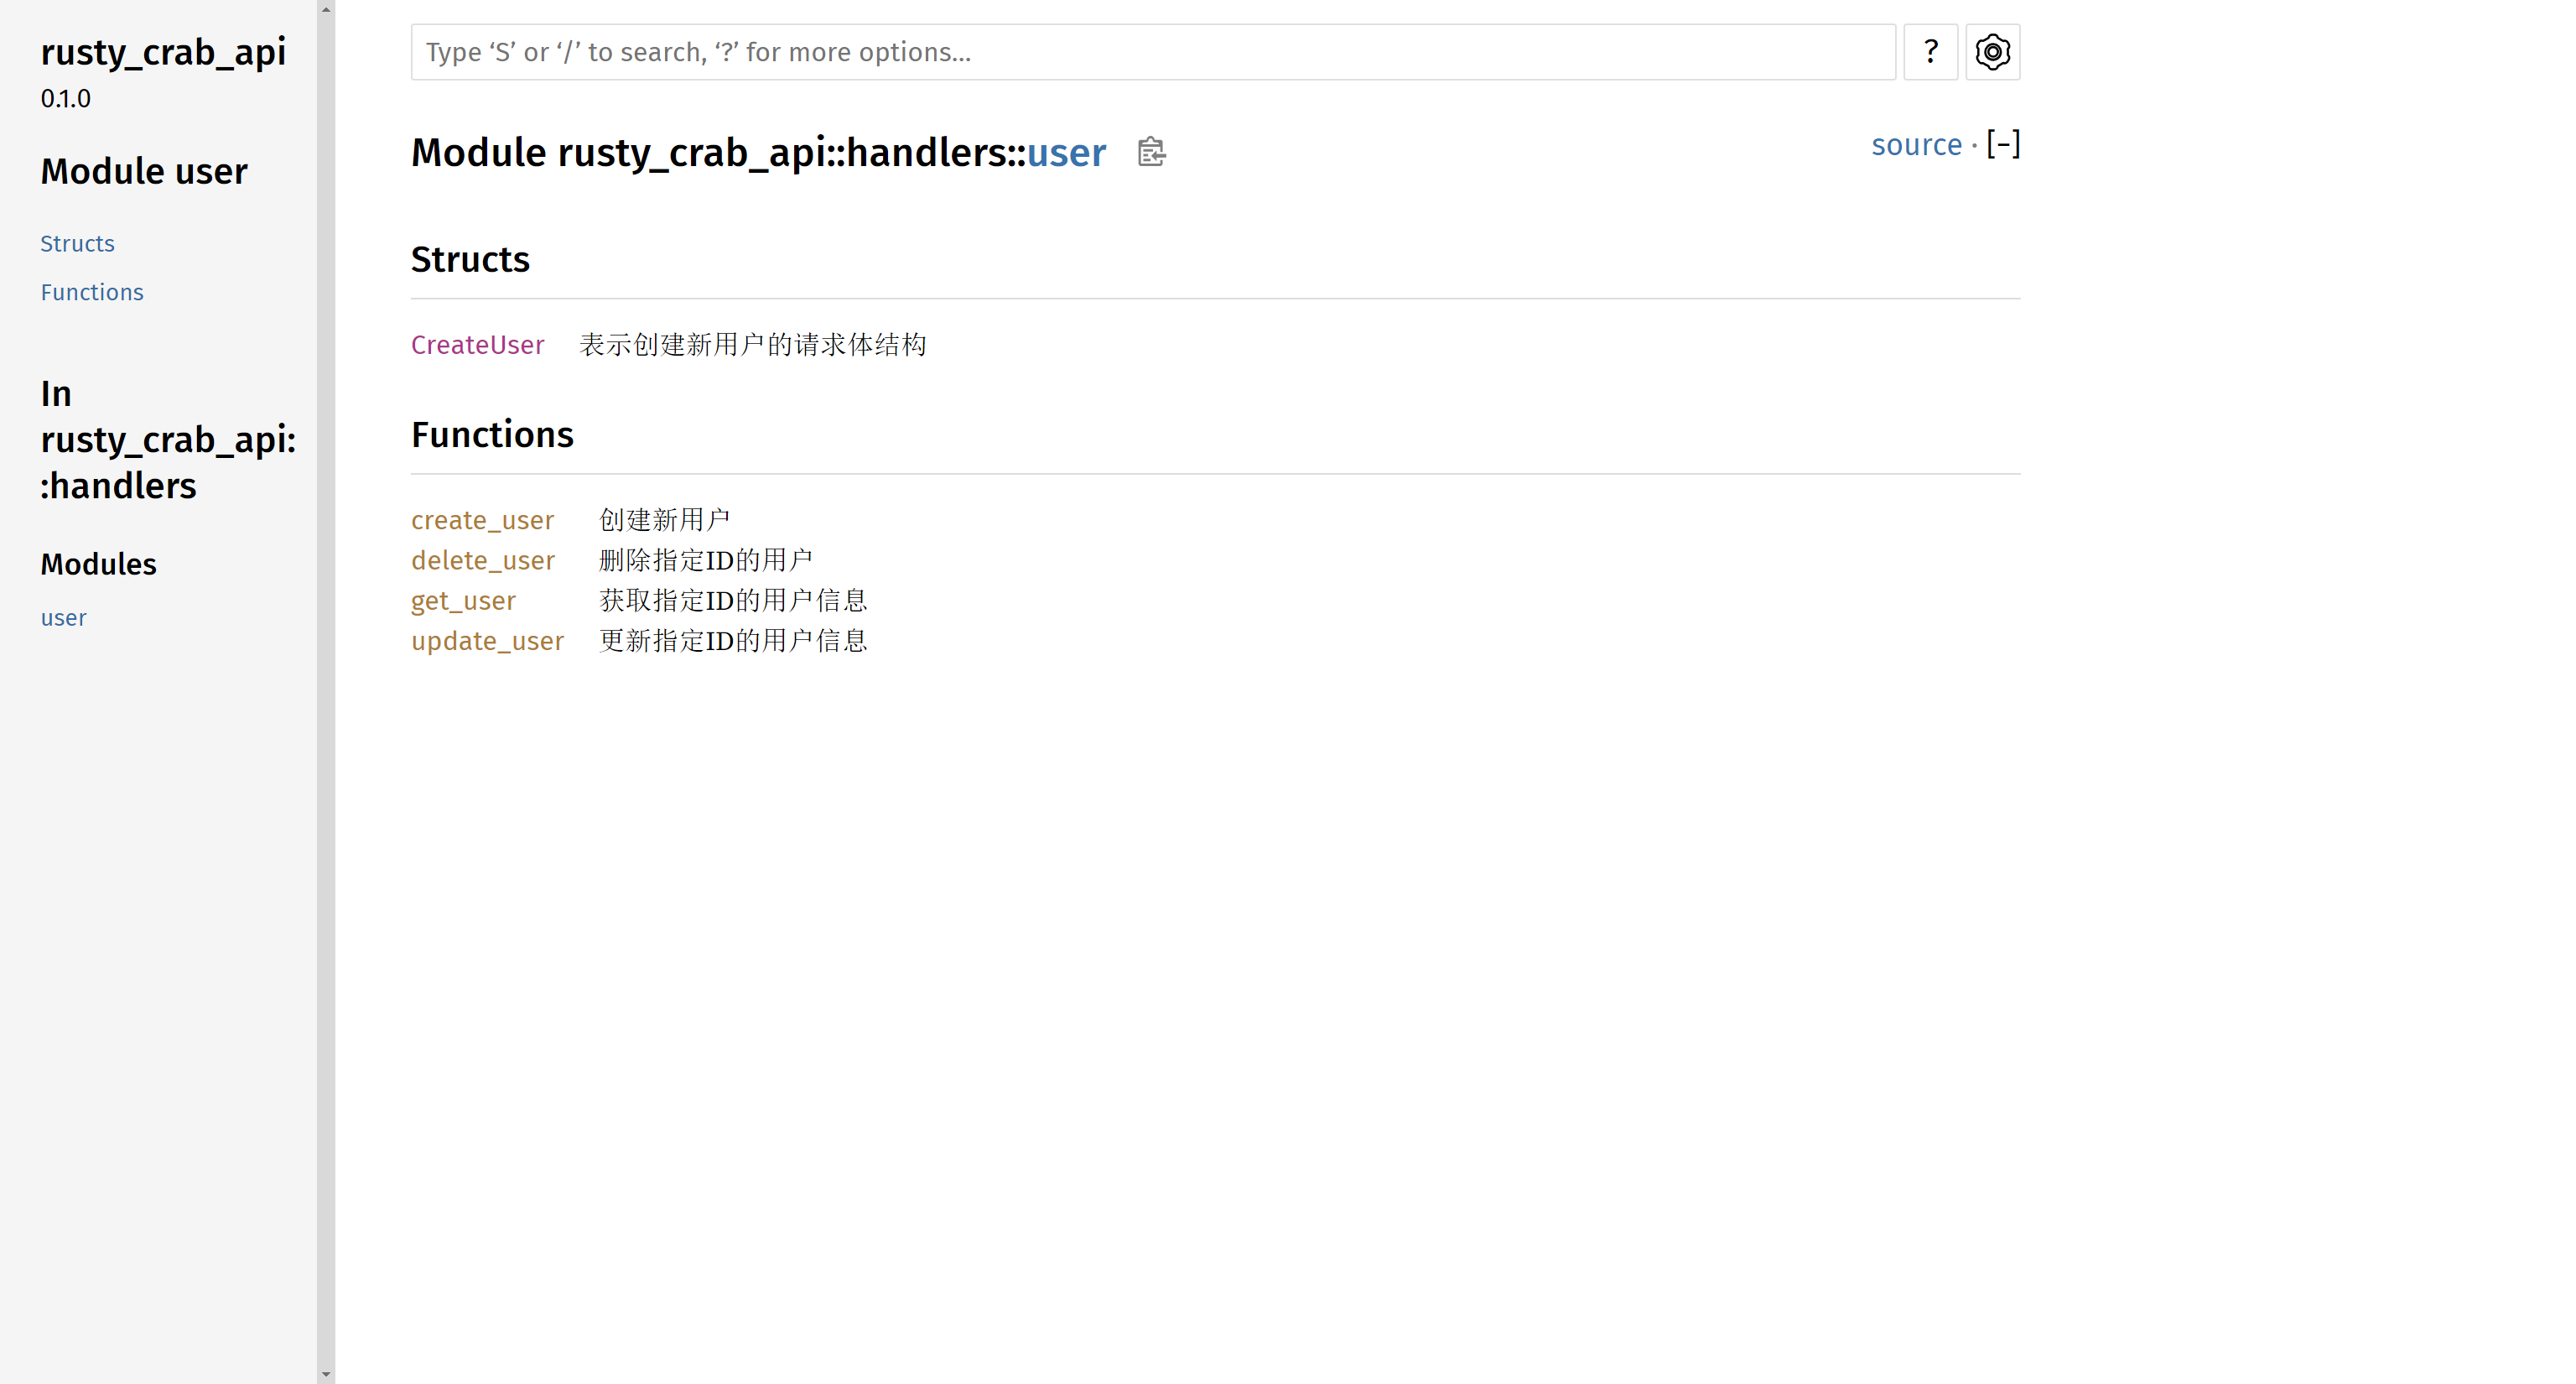 rusty_crab_api
0.1.0
Module user
Structs
Functions
In
rusty_crab_api:
:handlers
Modules
user
Type ‘S’ or ‘/’ to search, ‘?’ for more options…
?
Module rusty_crab_api::handlers::user
source · [-]
Structs
CreateUser 表示创建新用户的请求体结构
Functions
create_user 创建新用户
delete_user 删除指定ID的用户
get_user 获取指定ID的用户信息
update_user 更新指定ID的用户信息